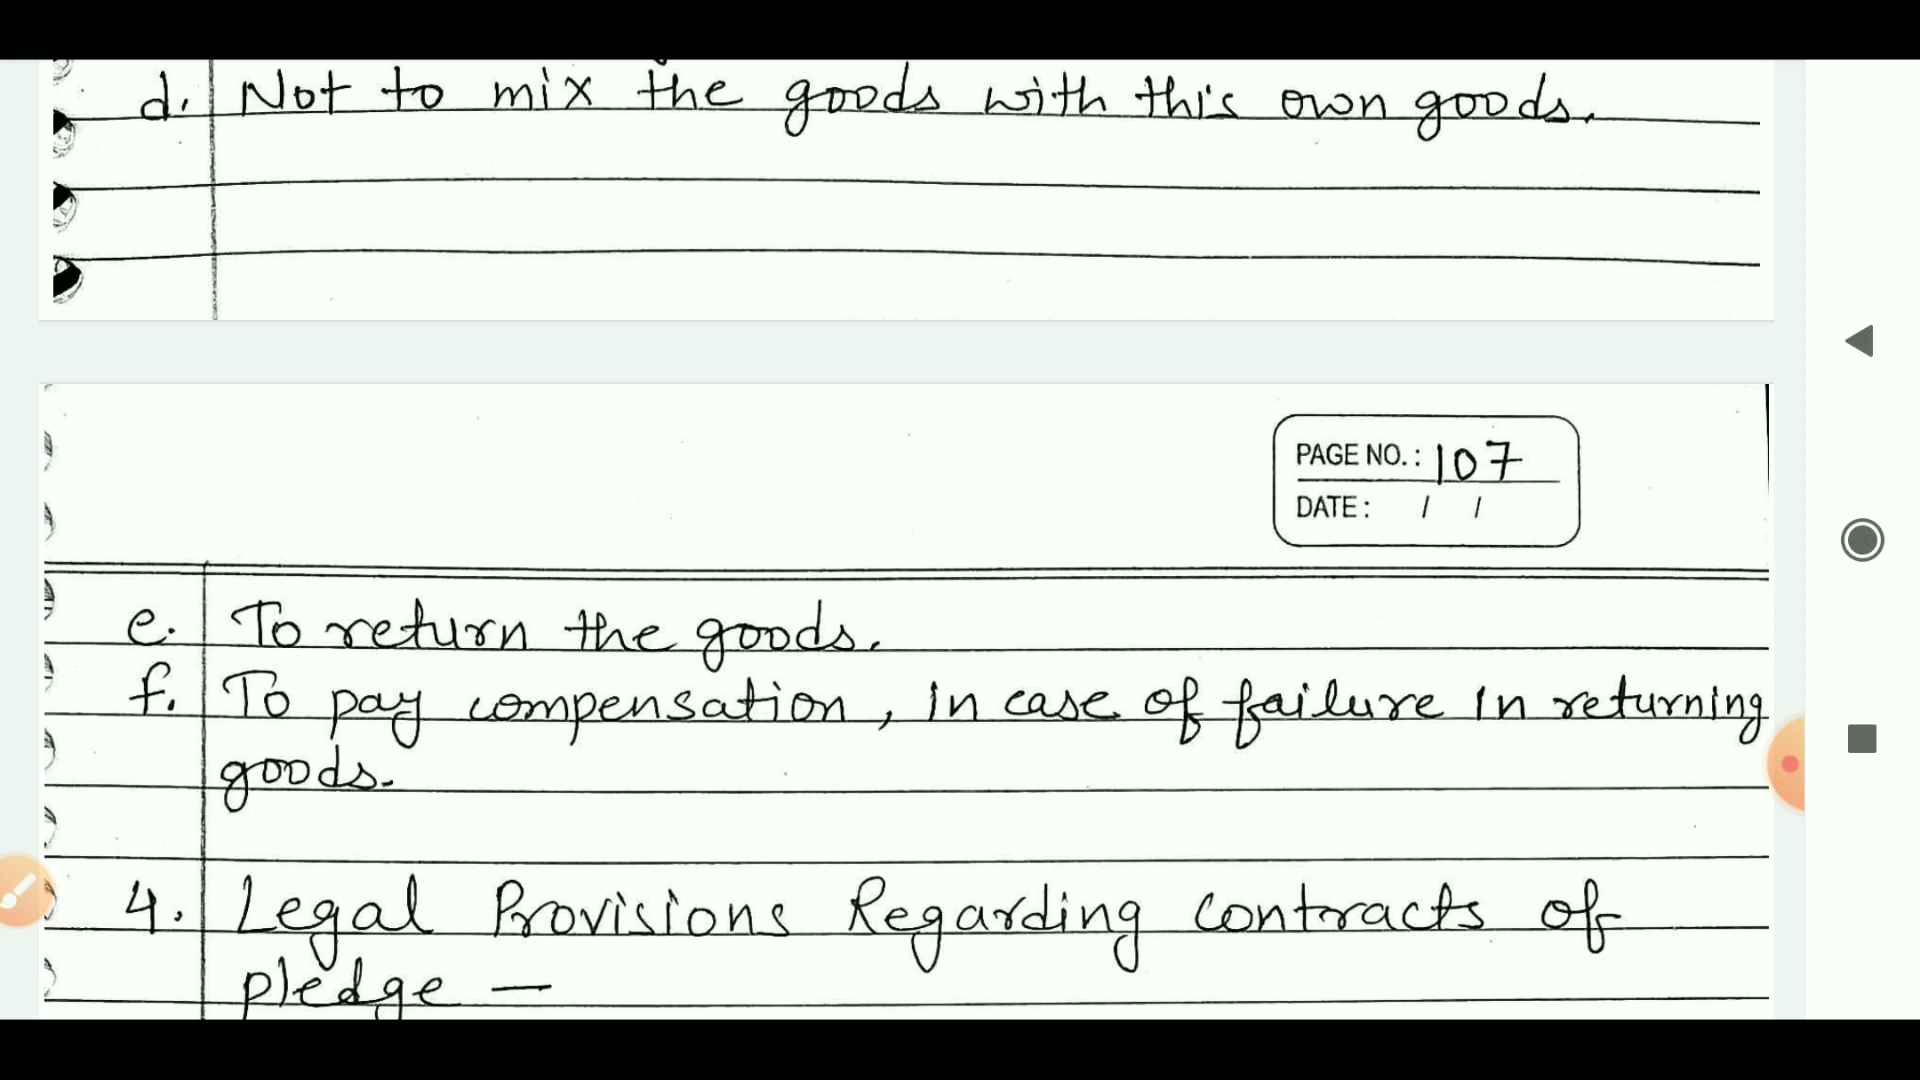 d. Not to mix the goods with this own goods.
PAGE NO.: 107
DATE: / /
e. To return the goods.
f. To pay compensation, in case of failure in returning
goods.
4. Legal Provisions Regarding contracts of
pledge —